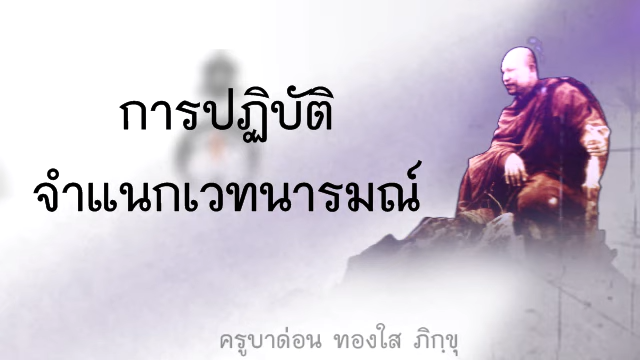 การปฏิบัติ
จำแนกเวทนารมณ์
ครูบาด่อน ทองใส ภิกฺขุ